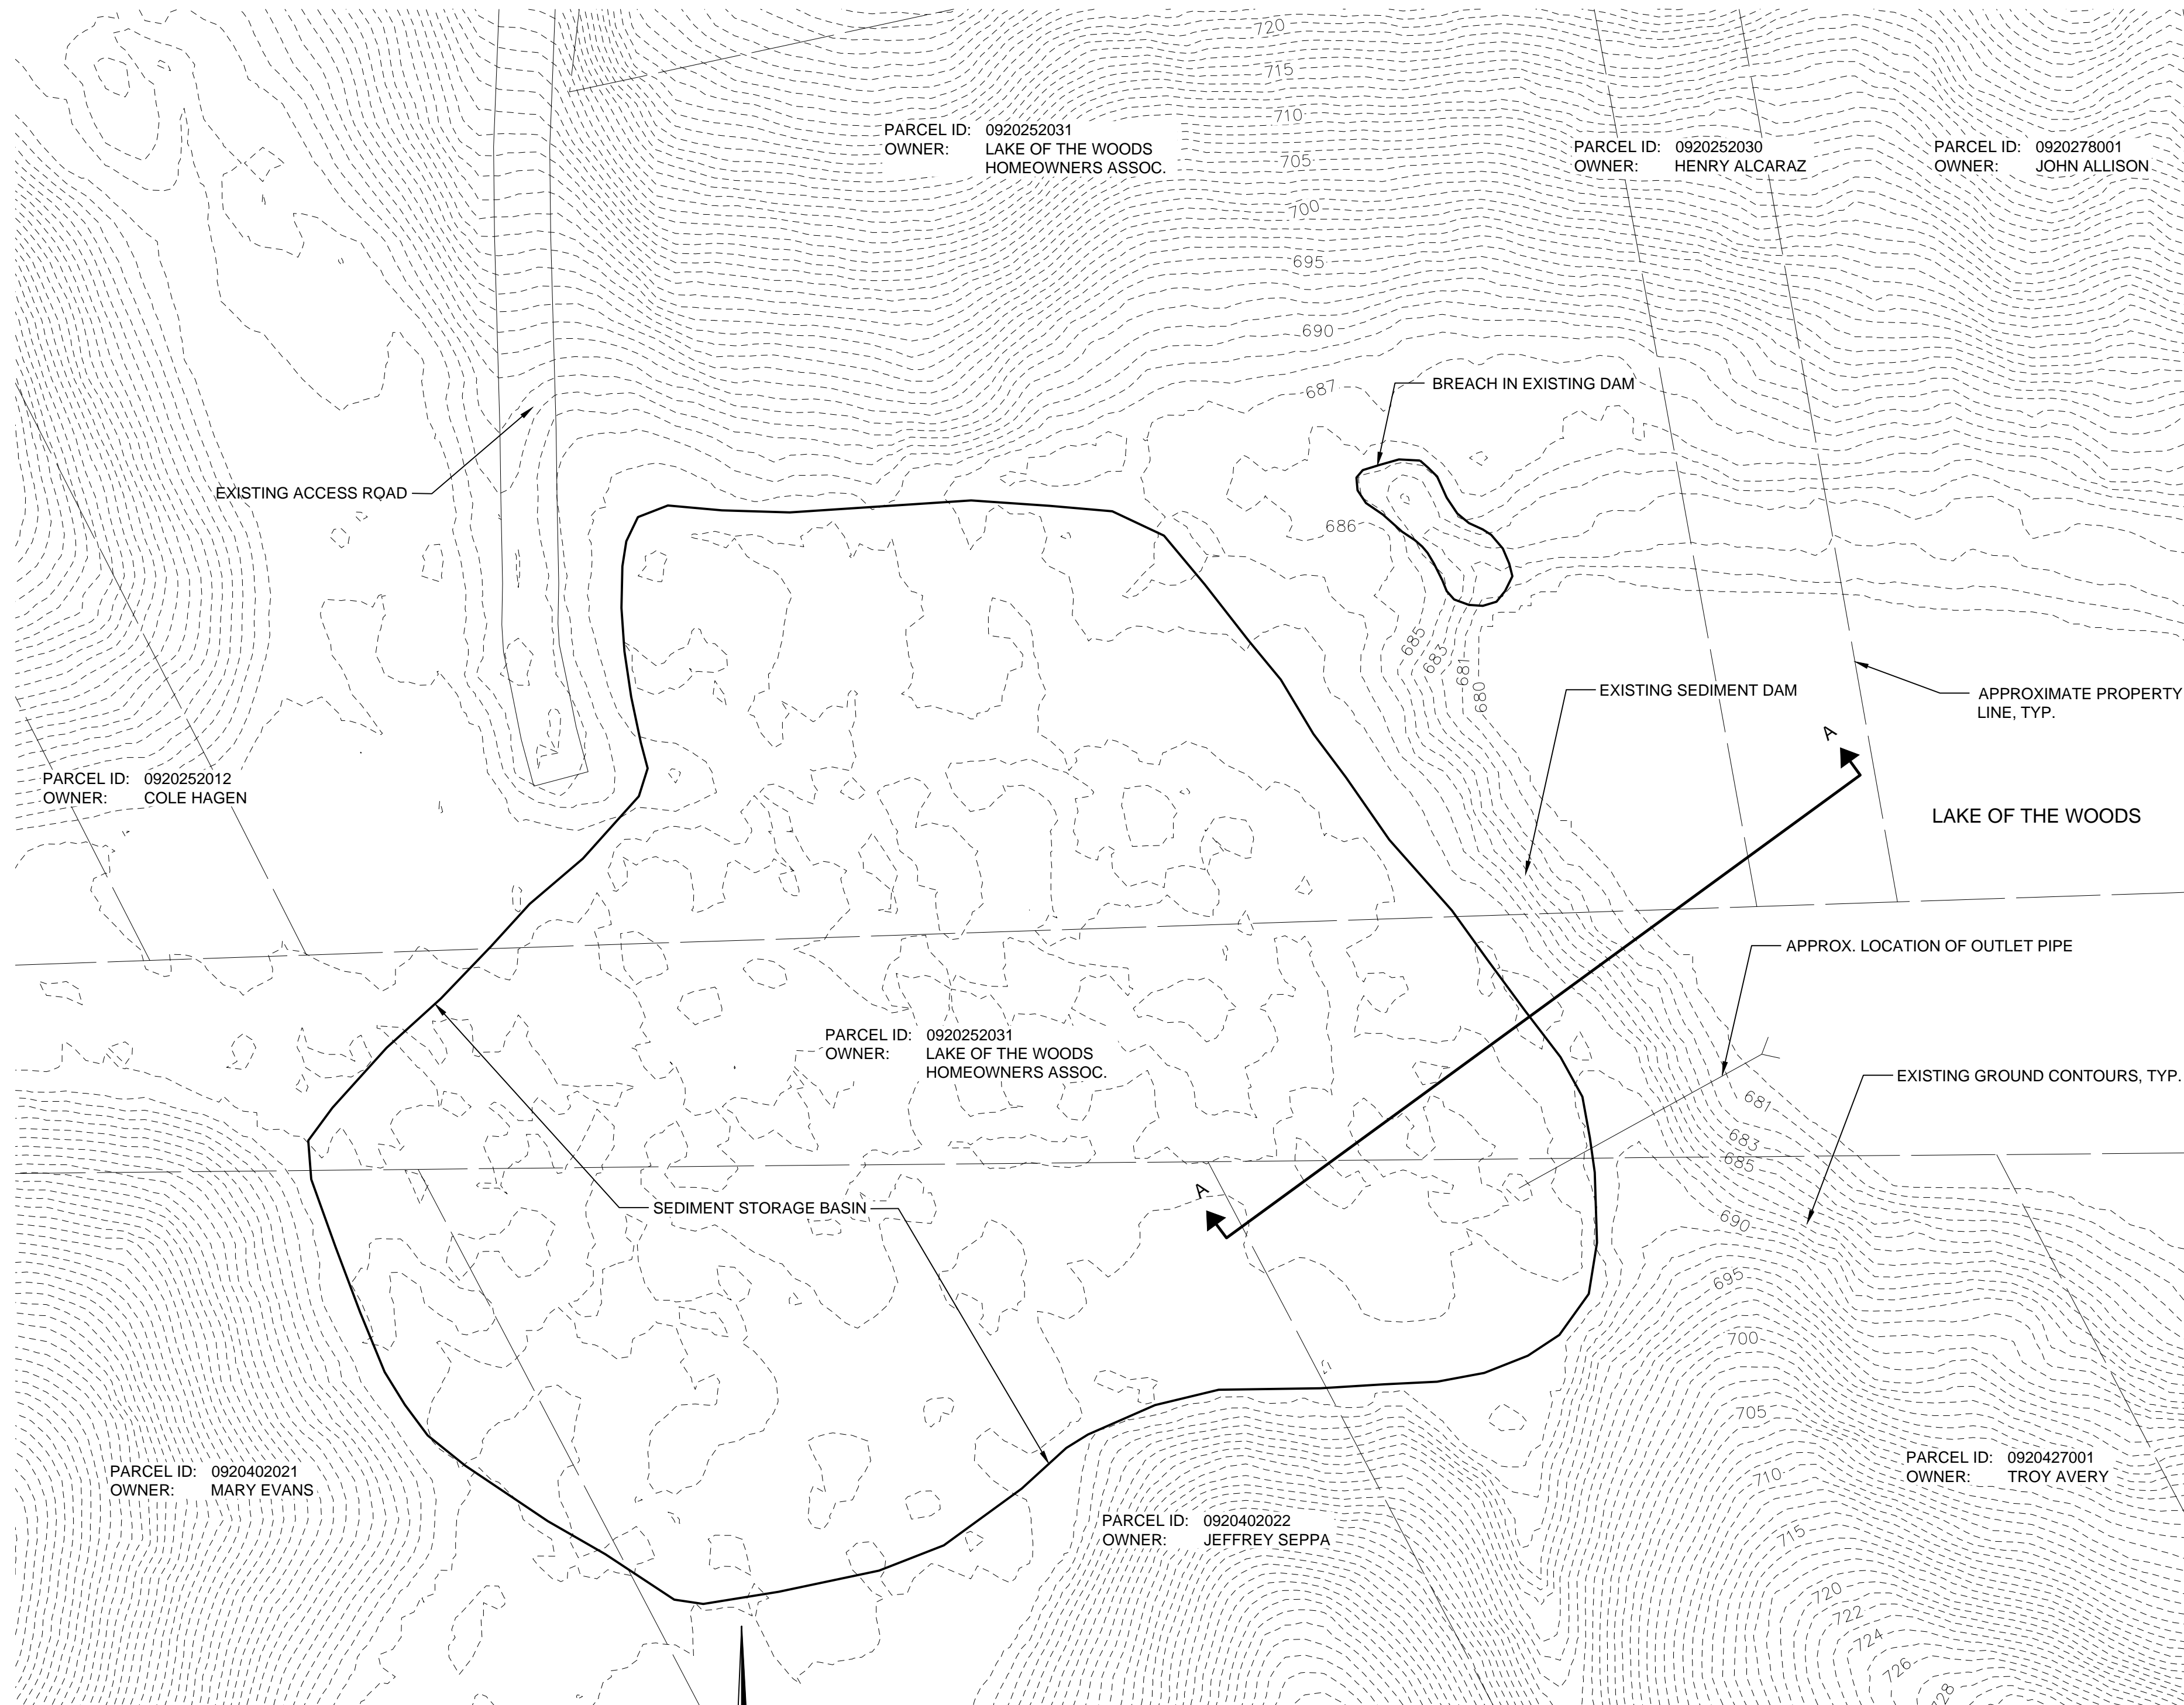 720
715
710
PARCEL ID: 0920252031
OWNER: LAKE OF THE WOODS
HOMEOWNERS ASSOC.
PARCEL ID: 0920252030
OWNER: HENRY ALCARAZ
PARCEL ID: 0920278001
OWNER: JOHN ALLISON
705
700
695
690
687
BREACH IN EXISTING DAM
EXISTING ACCESS ROAD
686
685
683
681
680
EXISTING SEDIMENT DAM
APPROXIMATE PROPERTY
LINE, TYP.
A
PARCEL ID: 0920252012
OWNER: COLE HAGEN
LAKE OF THE WOODS
APPROX. LOCATION OF OUTLET PIPE
PARCEL ID: 0920252031
OWNER: LAKE OF THE WOODS
HOMEOWNERS ASSOC.
EXISTING GROUND CONTOURS, TYP.
681
683
685
A
SEDIMENT STORAGE BASIN
690
695
700
705
PARCEL ID: 0920402021
OWNER: MARY EVANS
PARCEL ID: 0920427001
OWNER: TROY AVERY
710
PARCEL ID: 0920402022
OWNER: JEFFREY SEPPA
715
720
722
724
726
728